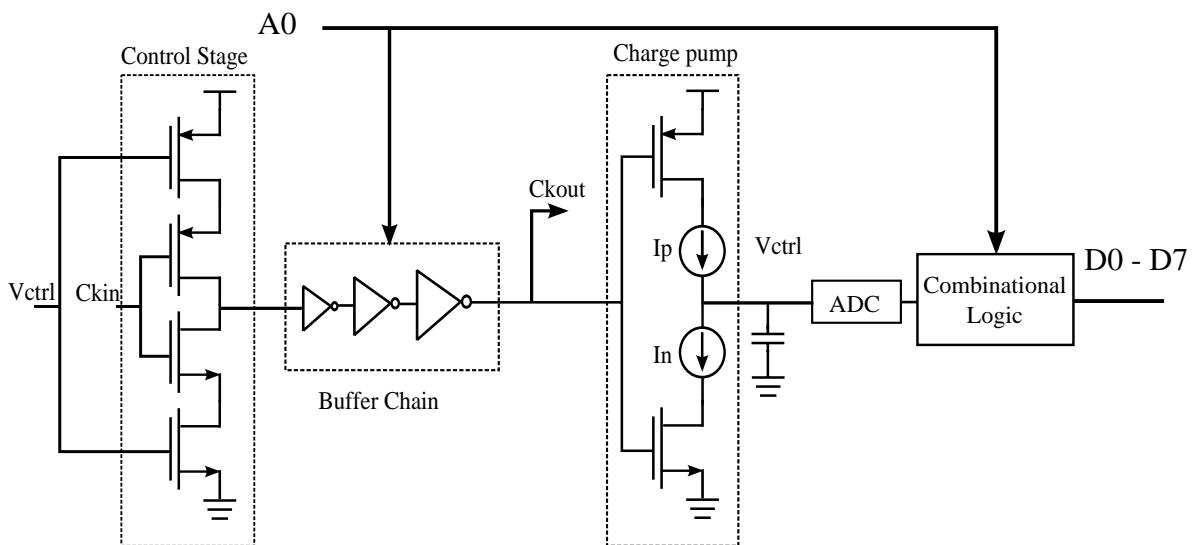 A0
Control Stage
Charge pump
Ckout
Vctrl
Ckin
Ip
Vctrl
In
ADC
Combinational
Logic
D0 - D7
Buffer Chain